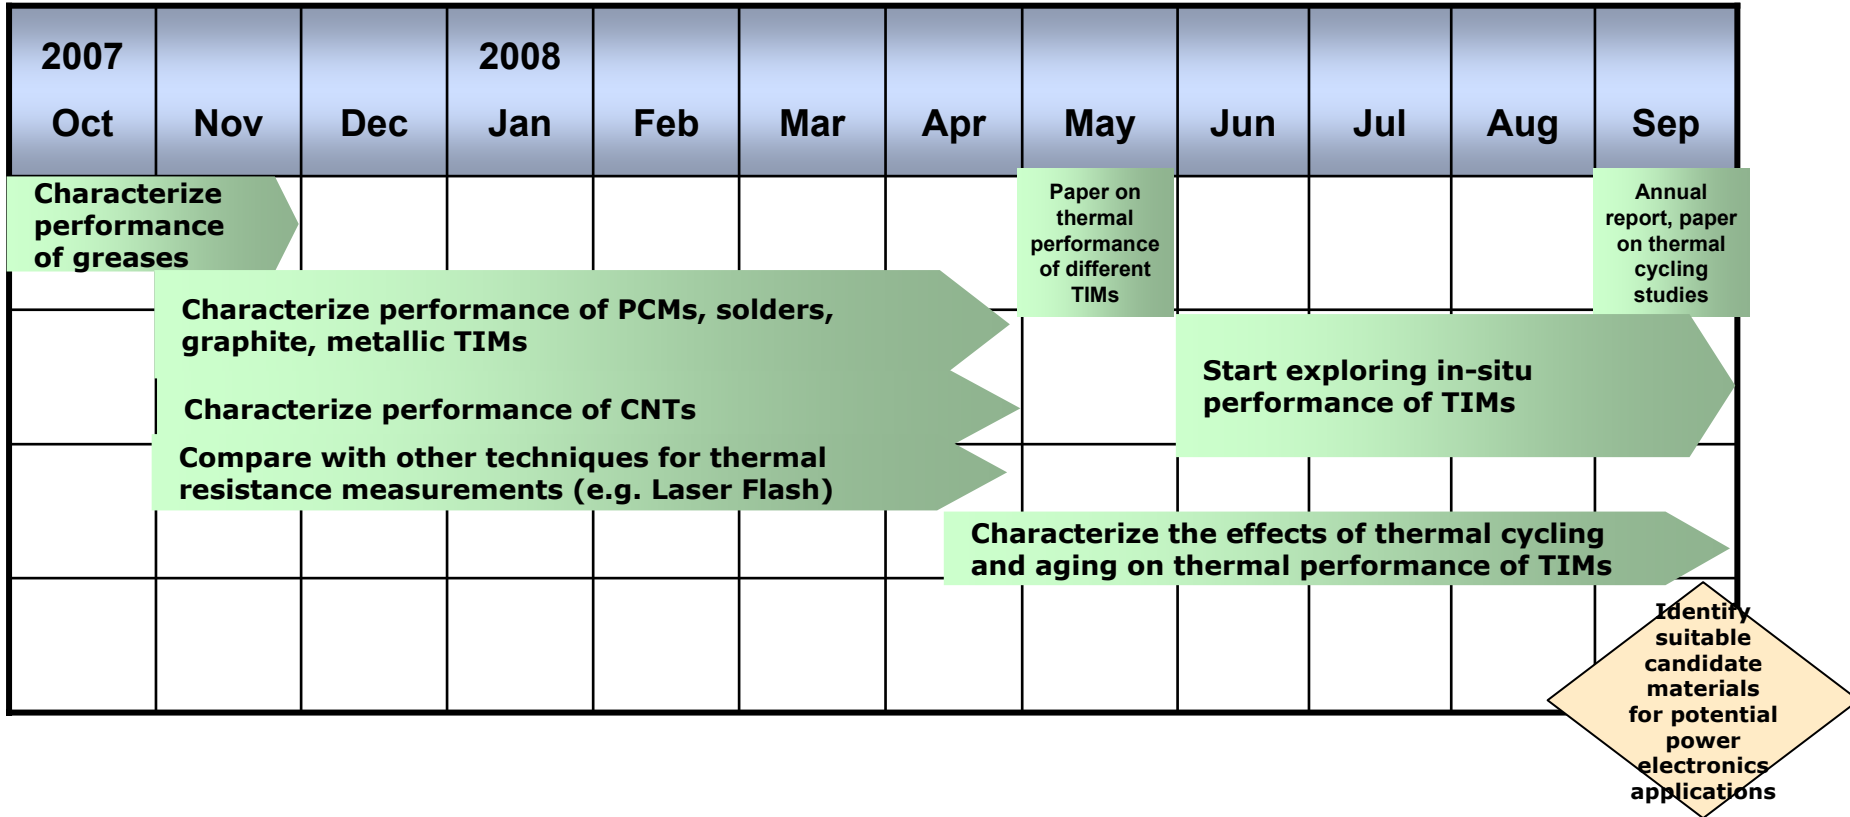 2007
2008
Oct
Nov
Dec
Jan
Feb
Mar
Apr
May
Jun
Jul
Aug
Sep
Characterize
performance
of greases
Paper on
thermal
performance
of different
TIMs
Annual
report, paper
on thermal
cycling
studies
Characterize performance of PCMs, solders,
graphite, metallic TIMs
Start exploring in-situ
performance of TIMs
Characterize performance of CNTs
Compare with other techniques for thermal
resistance measurements (e.g. Laser Flash)
Characterize the effects of thermal cycling
and aging on thermal performance of TIMs
Identify
suitable
candidate
materials
for potential
power
electronics
applications